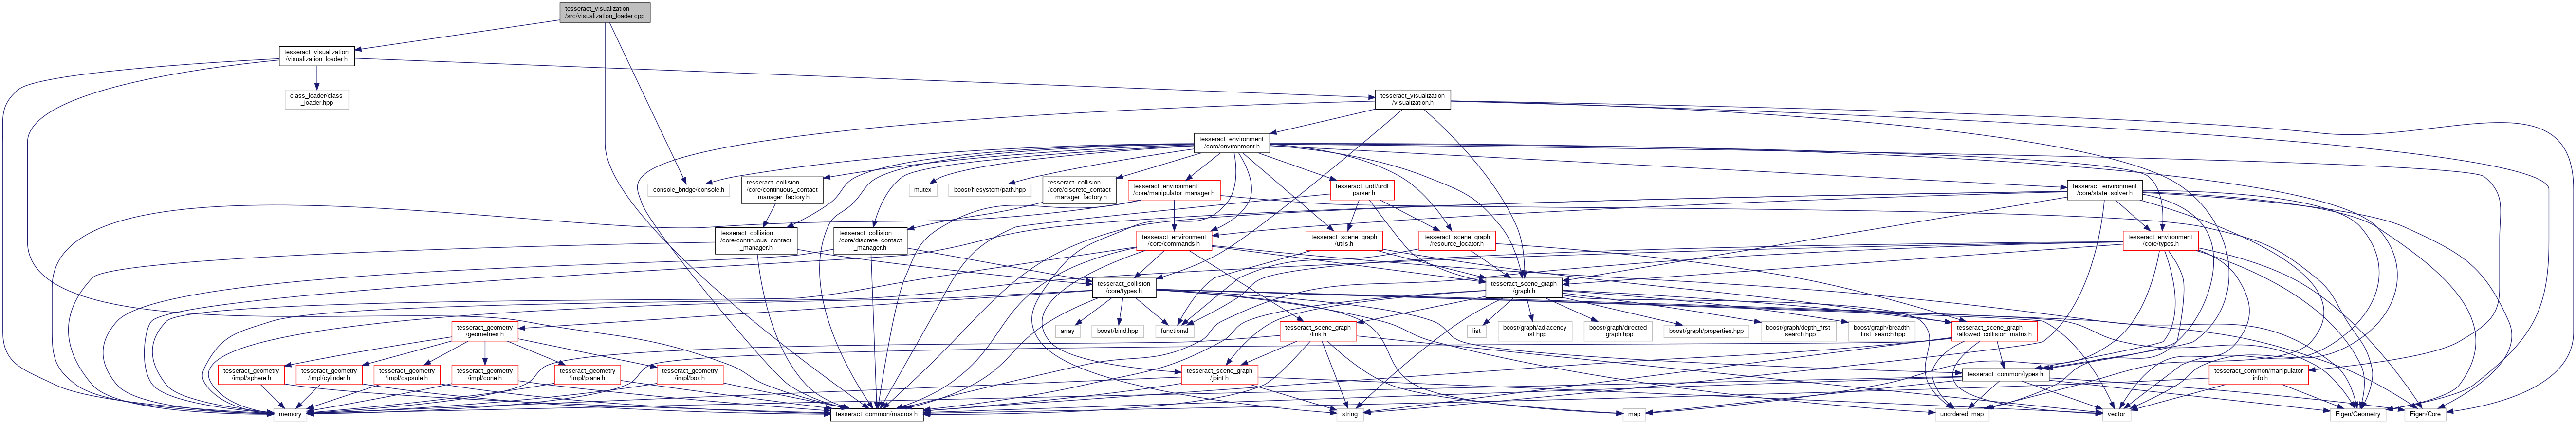 tesseract_visualization
/src/visualization_loader.cpp
tesseract_visualization
/visualization_loader.h
class_loader/class
_loader.hpp
tesseract_visualization
/visualization.h
tesseract_environment
/core/environment.h
console_bridge/console.h
tesseract_collision
/core/continuous_contact
_manager_factory.h
mutex
boost/filesystem/path.hpp
tesseract_collision
/core/discrete_contact
_manager_factory.h
tesseract_environment
/core/manipulator_manager.h
tesseract_urdf/urdf
_parser.h
tesseract_environment
/core/state_solver.h
tesseract_collision
/core/continuous_contact
_manager.h
tesseract_collision
/core/discrete_contact
_manager.h
tesseract_environment
/core/commands.h
tesseract_scene_graph
/utils.h
tesseract_scene_graph
/resource_locator.h
tesseract_environment
/core/types.h
tesseract_collision
/core/types.h
tesseract_scene_graph
/graph.h
tesseract_geometry
/geometries.h
array
boost/bind.hpp
functional
tesseract_scene_graph
/link.h
list
boost/graph/adjacency
_list.hpp
boost/graph/directed
_graph.hpp
boost/graph/properties.hpp
boost/graph/depth_first
_search.hpp
boost/graph/breadth
_first_search.hpp
tesseract_scene_graph
/allowed_collision_matrix.h
tesseract_geometry
/impl/sphere.h
tesseract_geometry
/impl/cylinder.h
tesseract_geometry
/impl/capsule.h
tesseract_geometry
/impl/cone.h
tesseract_geometry
/impl/plane.h
tesseract_geometry
/impl/box.h
tesseract_scene_graph
/joint.h
tesseract_common/types.h
tesseract_common/manipulator
_info.h
memory
tesseract_common/macros.h
string
map
unordered_map
vector
Eigen/Geometry
Eigen/Core